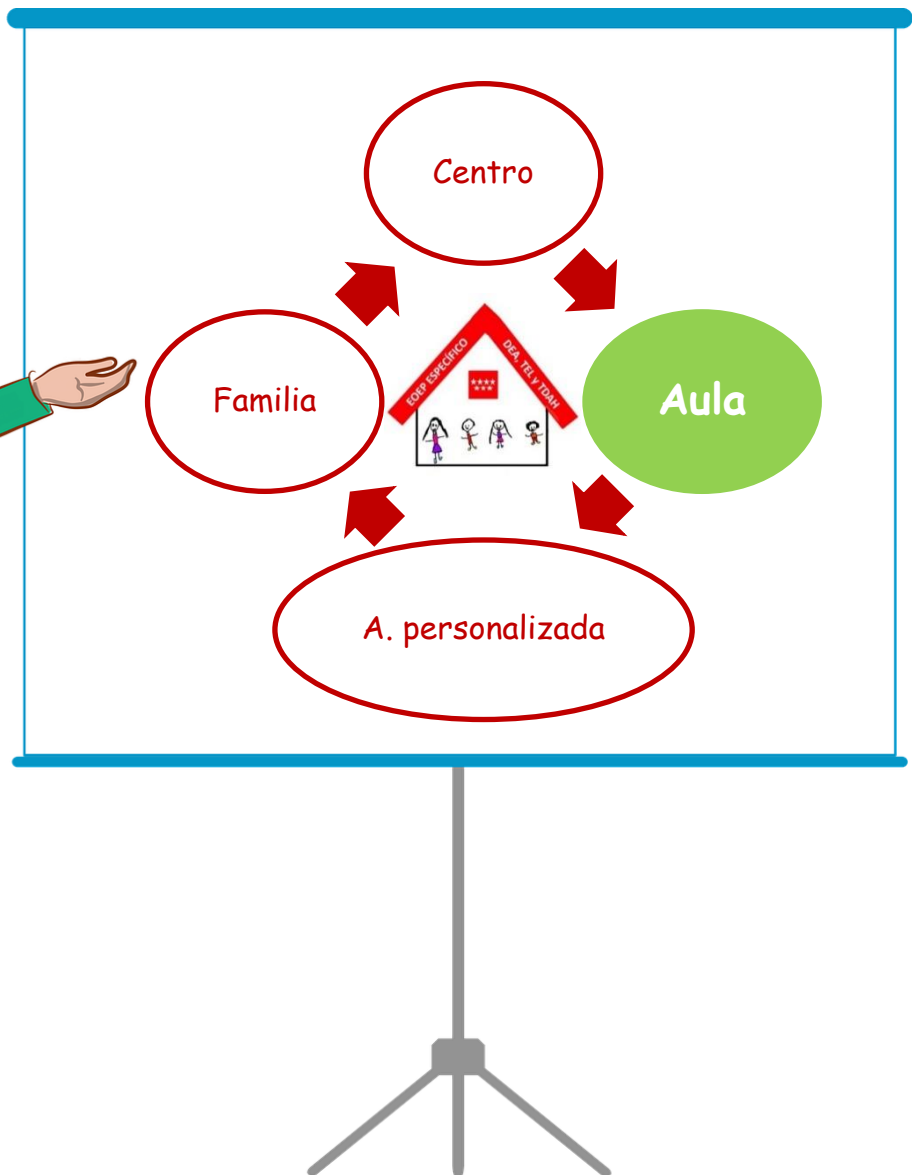 Centro
Familia
EOEP ESPECÍFICO
DEA, TEL y TDAH
Aula
A. personalizada